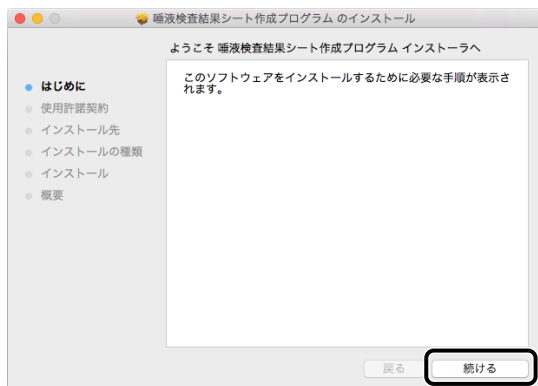 唾液検査結果シート作成プログラム のインストール
ようこそ 唾液検査結果シート作成プログラム インストーラへ
はじめに
使用許諾契約
インストール先
インストールの種類
インストール
概要
このソフトウェアをインストールするために必要な手順が表示さ
れます。
戻る
続ける